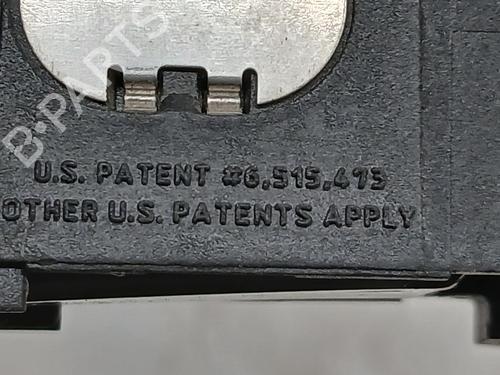 B-PARTS
U.S. PATENT #6,515,473
OTHER U.S. PATENTS APPLY